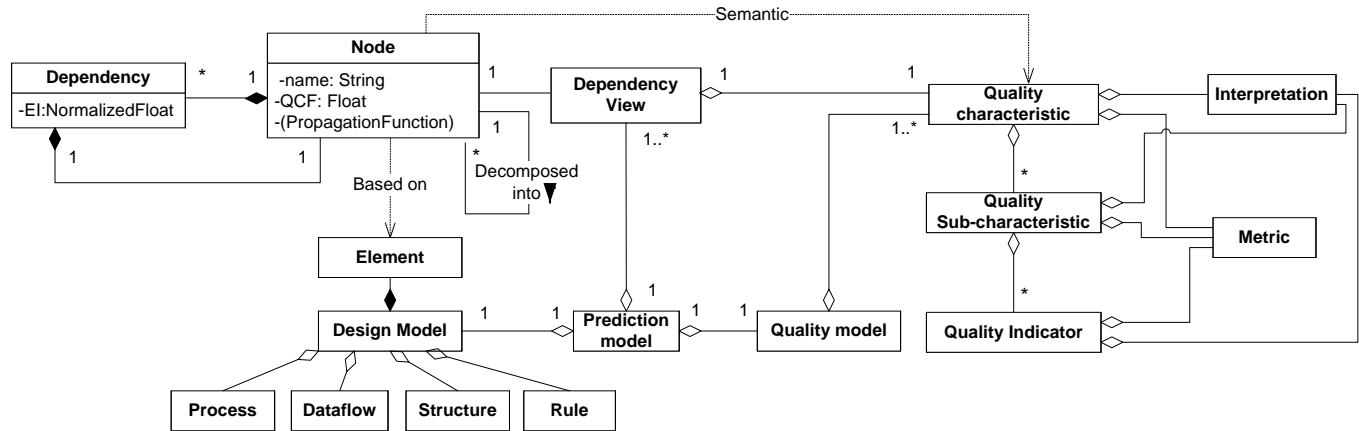 Semantic
Node
-name: String
-QCF: Float
-(PropagationFunction)
Dependency
-EI:NormalizedFloat
*
1
1
1
1
Dependency
View
1
1
Quality
characteristic
Interpretation
1
*
Decomposed
into
1..*
1..*
Based on
*
Quality
Sub-characteristic
Metric
Element
*
Design Model
1
1
Prediction
model
1
1
1
Quality model
Quality Indicator
Process
Dataflow
Structure
Rule